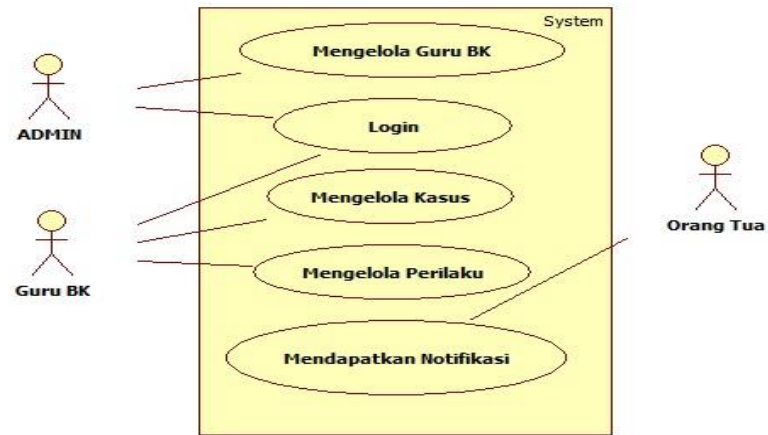 System
Mengelola Guru BK
ADMIN
Login
Mengelola Kasus
Orang Tua
Guru BK
Mengelola Perilaku
Mendapatkan Notifikasi